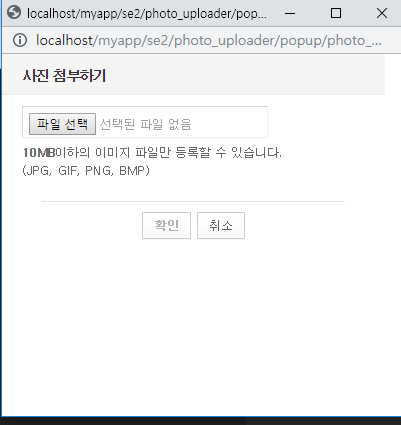 localhost/myapp/se2/photo_uploader/pop...
localhost/myapp/se2/photo_uploader/popup/photo_...
사진 첨부하기
파일 선택 선택된 파일 없음
10MB이하의 이미지 파일만 등록할 수 있습니다.
(JPG, GIF, PNG, BMP)
확인 취소